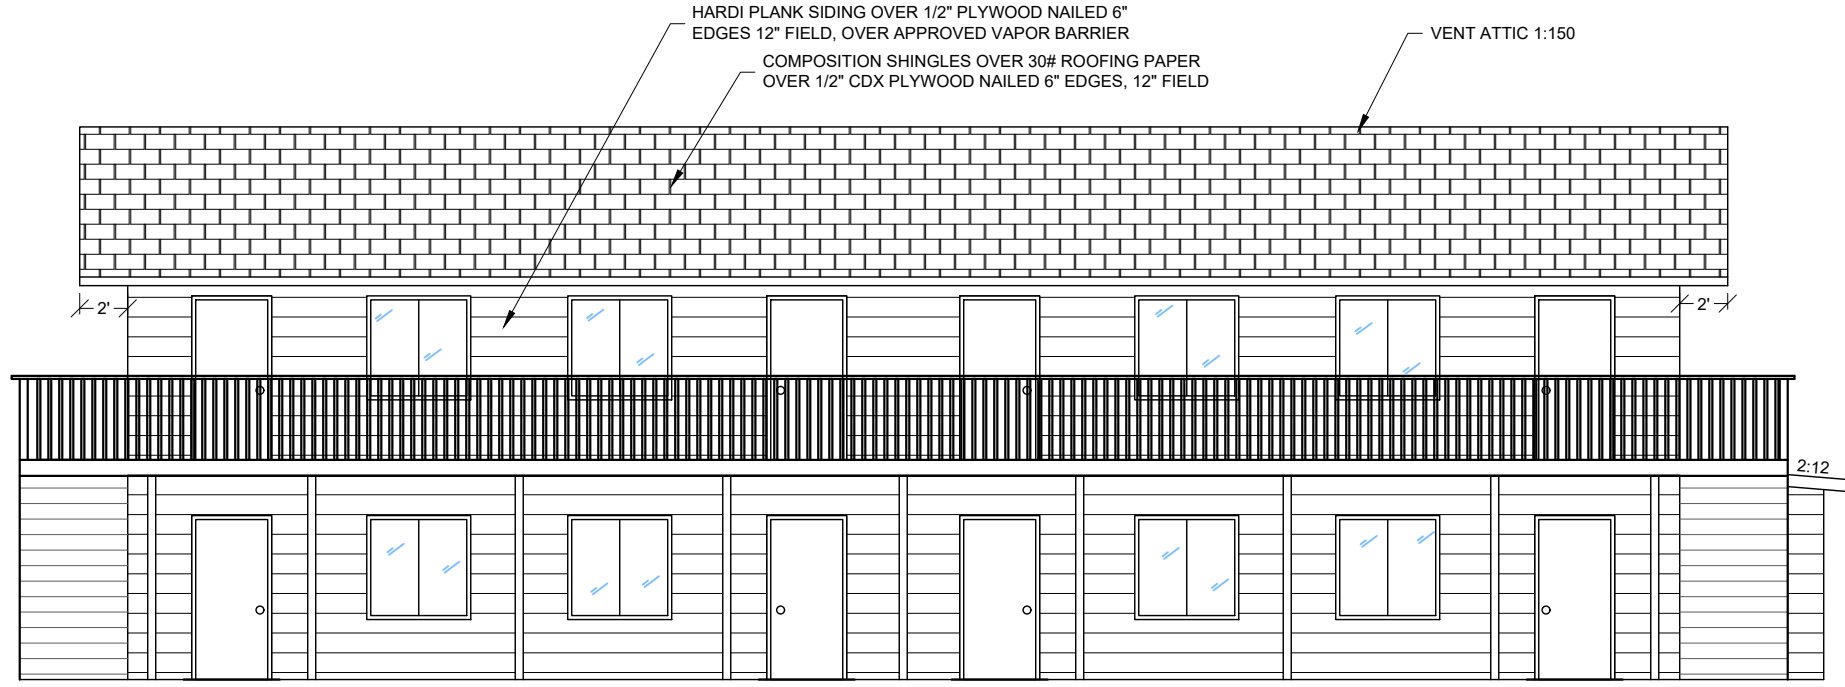 HARDI PLANK SIDING OVER 1/2" PLYWOOD NAILED 6"
EDGES 12" FIELD, OVER APPROVED VAPOR BARRIER
VENT ATTIC 1:150
COMPOSITION SHINGLES OVER 30# ROOFING PAPER
OVER 1/2" CDX PLYWOOD NAILED 6" EDGES, 12" FIELD
2'
2'
2:12